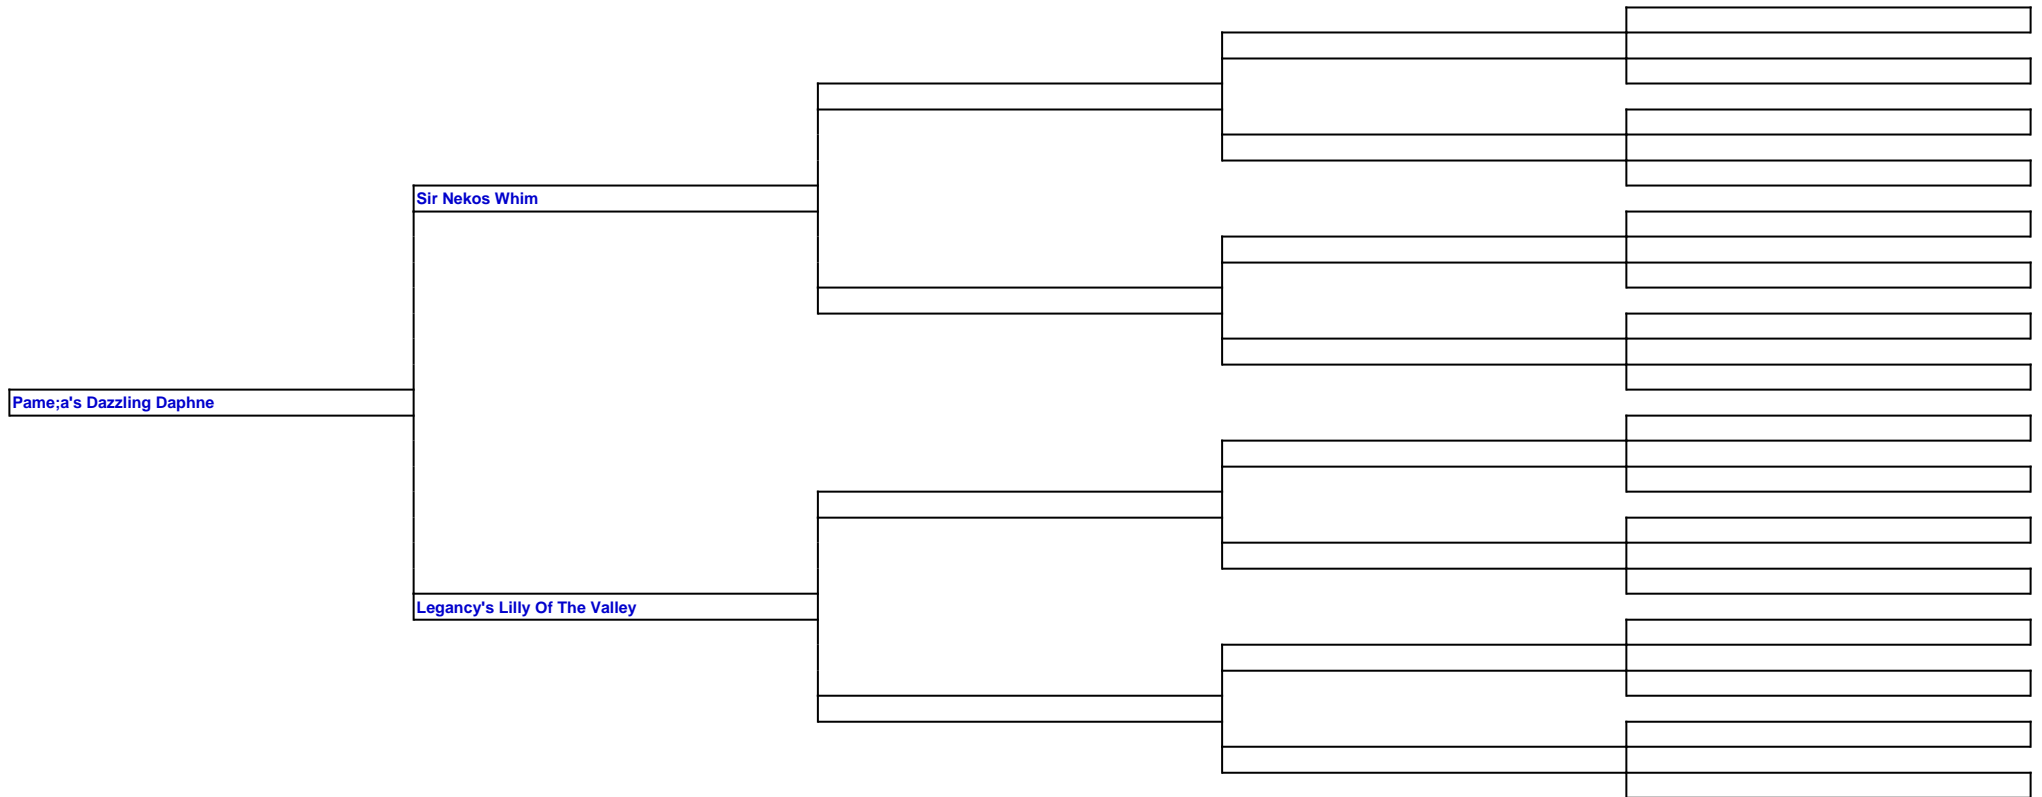 Sir Nekos Whim
Pame;a's Dazzling Daphne
Legancy's Lilly Of The Valley